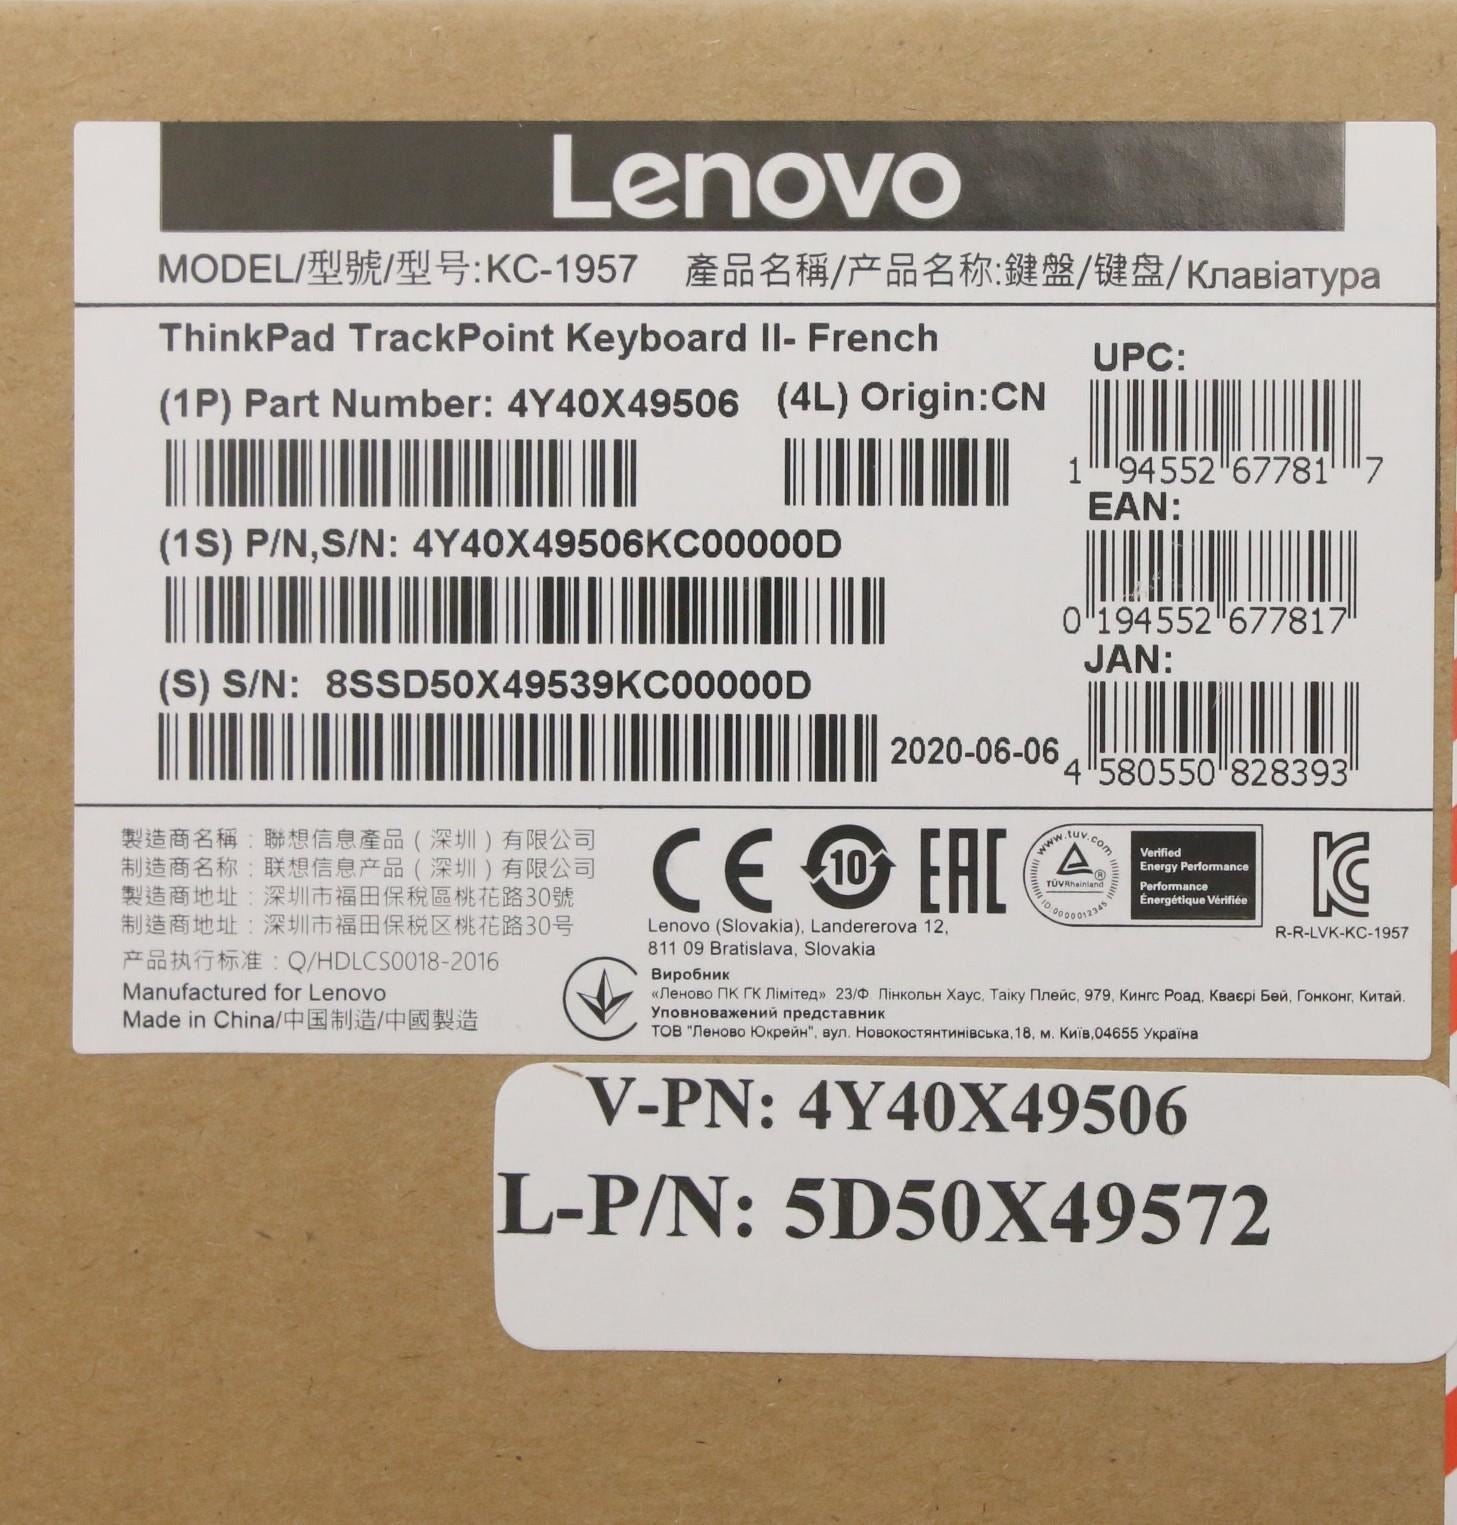 Lenovo
MODEL/型號/型号:KC-1957 產品名稱/产品名称:鍵盤/键盘/Клавіатура
ThinkPad TrackPoint Keyboard II- French
(1P) Part Number: 4Y40X49506 (4L) Origin:CN
UPC:
1 94552 67781 7
(1S) P/N,S/N: 4Y40X49506KC00000D
EAN:
0 194552 677817
(S) S/N: 8SSD50X49539KC00000D
JAN:
2020-06-06
4 580550 828393
製造商名稱：聯想信息產品（深圳）有限公司
制造商名称：联想信息产品（深圳）有限公司
製造商地址：深圳市福田保稅區桃花路30號
制造商地址：深圳市福田保税区桃花路30号
产品执行标准：Q/HDLCS0018-2016
Manufactured for Lenovo
Made in China/中国制造/中國製造
CE 10 EAC
www.tuv.com
TÜVRheinland
ID:0000012345
Verified
Energy Performance
Performance
Énergétique Vérifiée
R-R-LVK-KC-1957
Lenovo (Slovakia), Landererova 12,
811 09 Bratislava, Slovakia
Виробник
«Леново ПК ГК Лімітед» 23/Ф Лінкольн Хаус, Таіку Плейс, 979, Кингс Роад, Кваєрі Бей, Гонконг, Китай.
Уповноважений представник
ТОВ "Леново Юкрейн", вул. Новокостянтинівська,18, м. Київ,04655 Україна
V-PN: 4Y40X49506
L-P/N: 5D50X49572